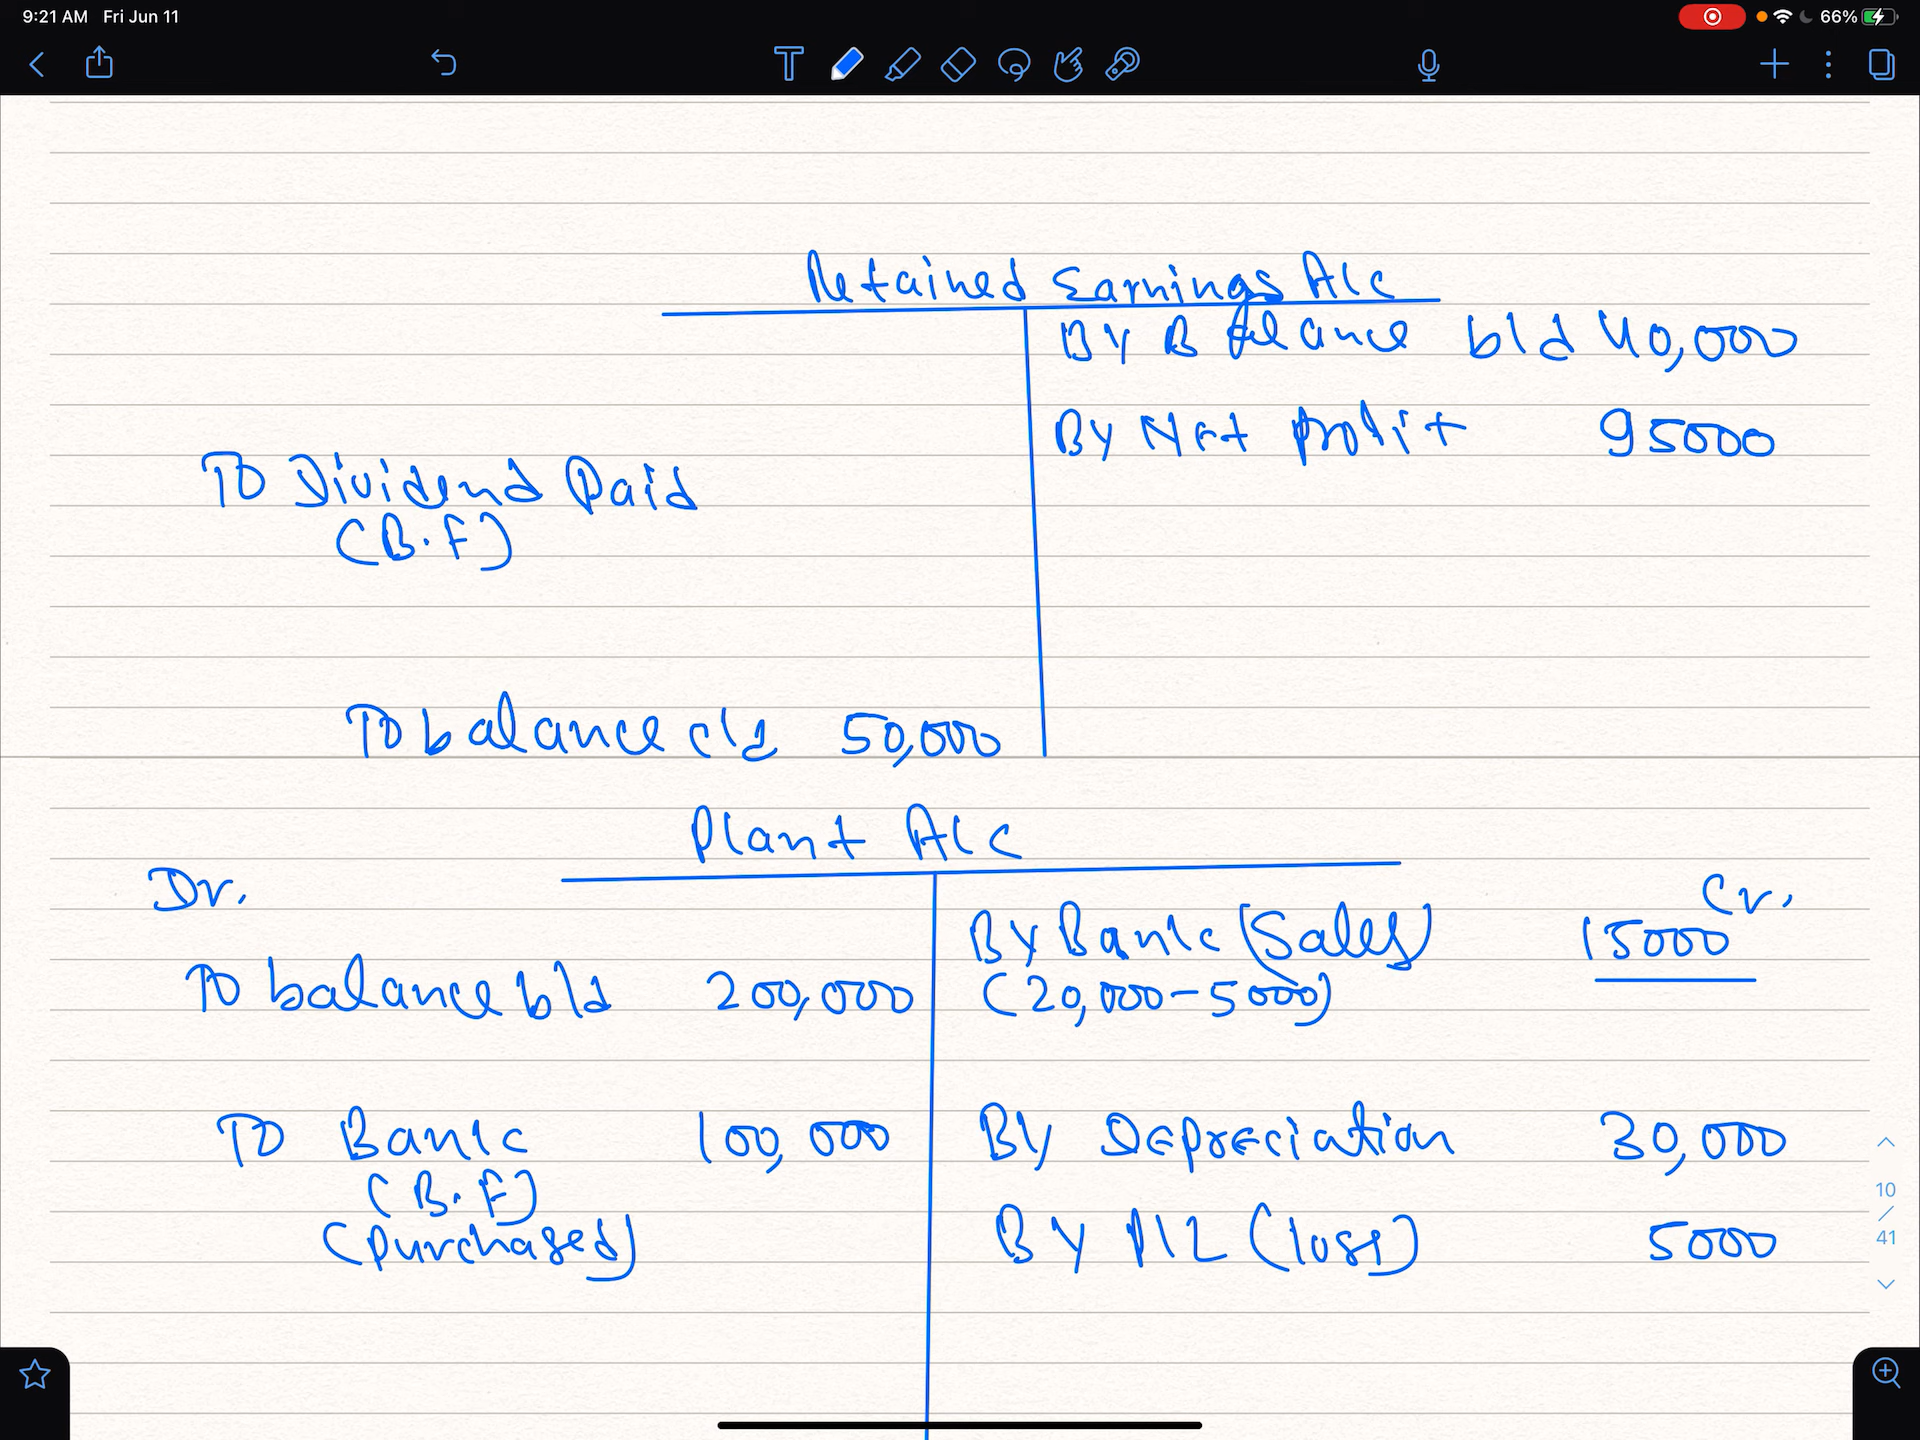 9:21 AM Fri Jun 11
66%
Retained Earnings A/c
By Balance b/d 40,000
By Net profit 95000
To Dividend Paid
(B.F)
To balance c/d 50,000
Plant A/c
Dr.
Cr.
By Bank (Sales) 15000
To balance b/d 200,000
(20,000-5000)
To Bank 100,000
By Depreciation 30,000
(B.F)
(purchased)
By P/L (loss) 5000
10
/
41